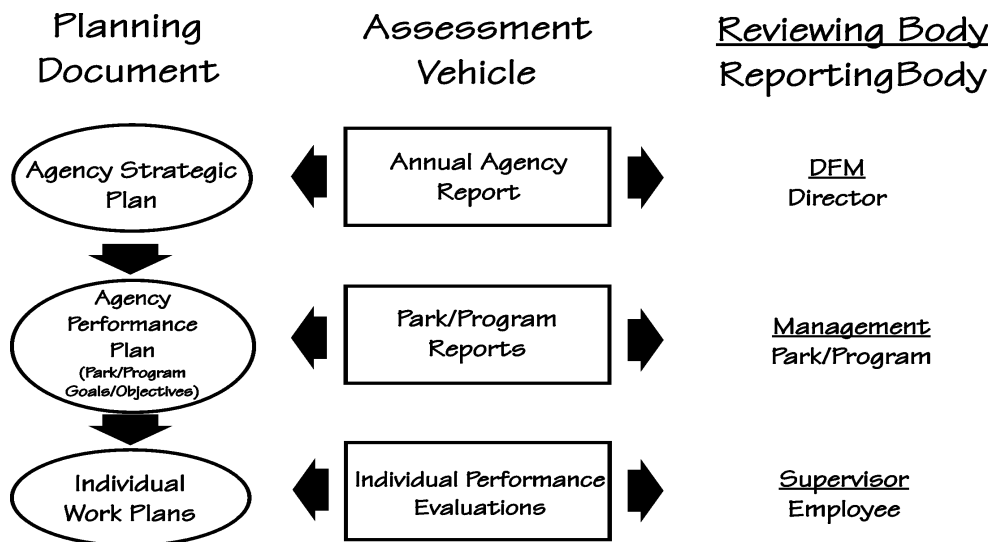 Planning
Document
Assessment
Vehicle
Reviewing Body
ReportingBody
Agency Strategic
Plan
Annual Agency
Report
DFM
Director
Agency
Performance
Plan
(Park/Program
Goals/Objectives)
Park/Program
Reports
Management
Park/Program
Individual
Work Plans
Individual Performance
Evaluations
Supervisor
Employee